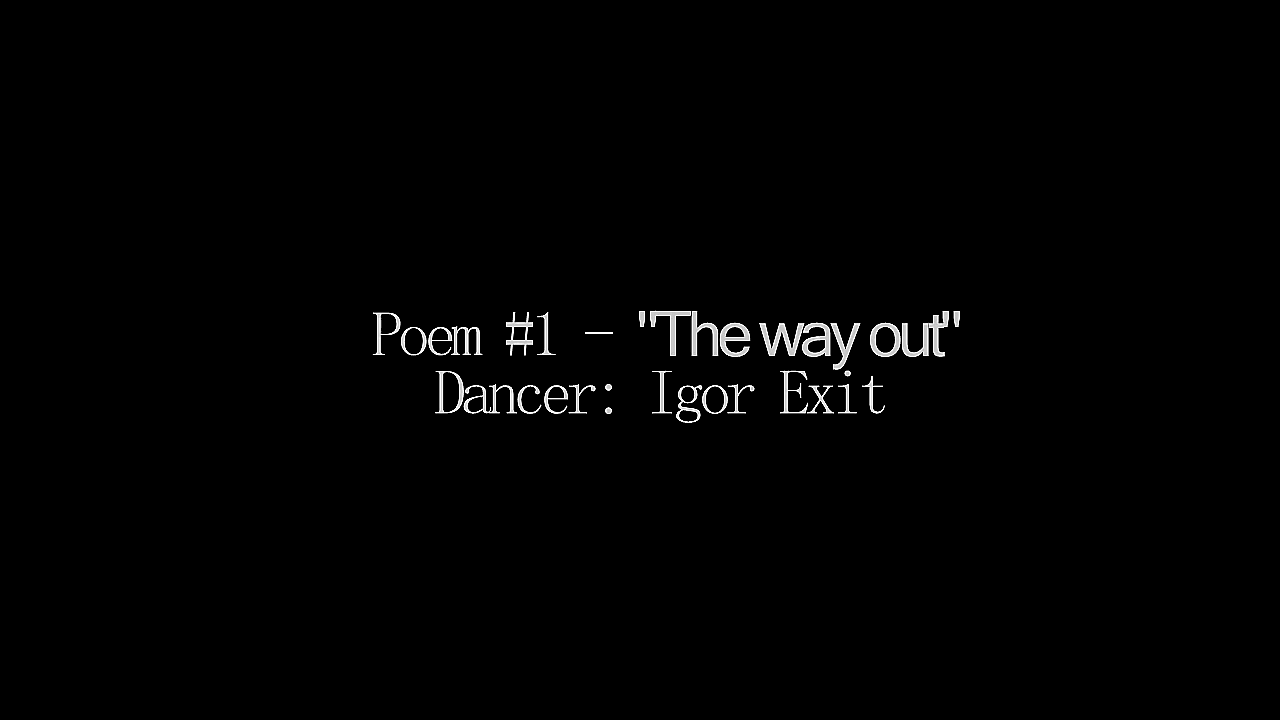 Poem #1 — "The way out"
Dancer: Igor Exit